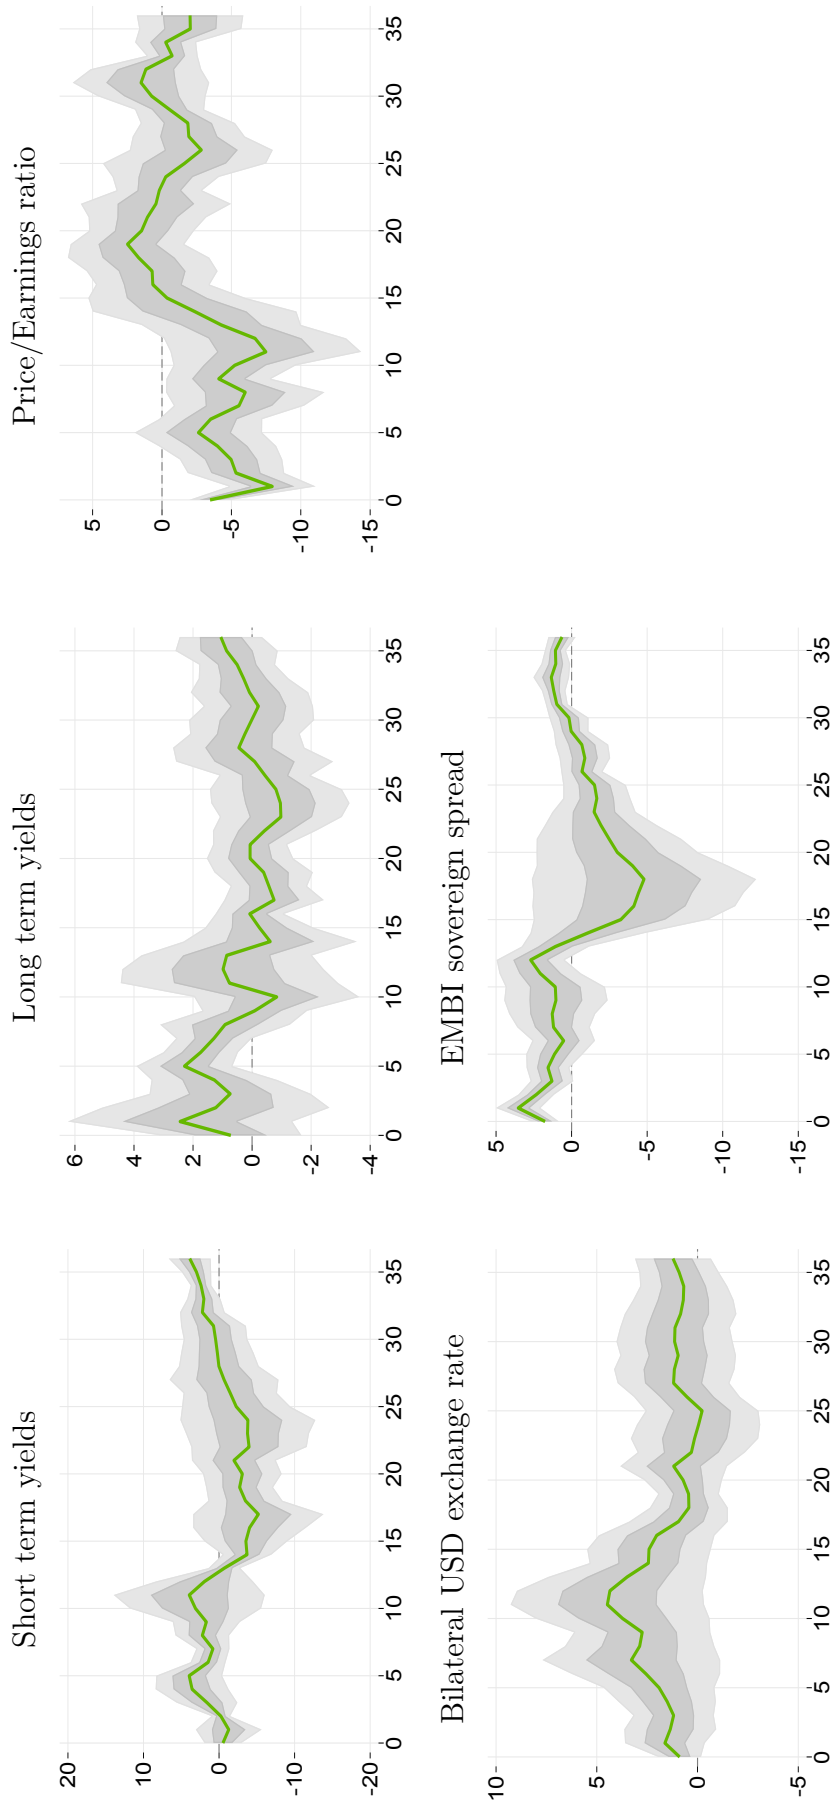 Short term yields
20
10
0
-10
-20
0 5 10 15 20 25 30 35
Long term yields
6
4
2
0
-2
-4
0 5 10 15 20 25 30 35
Price/Earnings ratio
5
0
-5
-10
-15
0 5 10 15 20 25 30 35
Bilateral USD exchange rate
10
5
0
-5
0 5 10 15 20 25 30 35
EMBI sovereign spread
5
0
-5
-10
-15
0 5 10 15 20 25 30 35